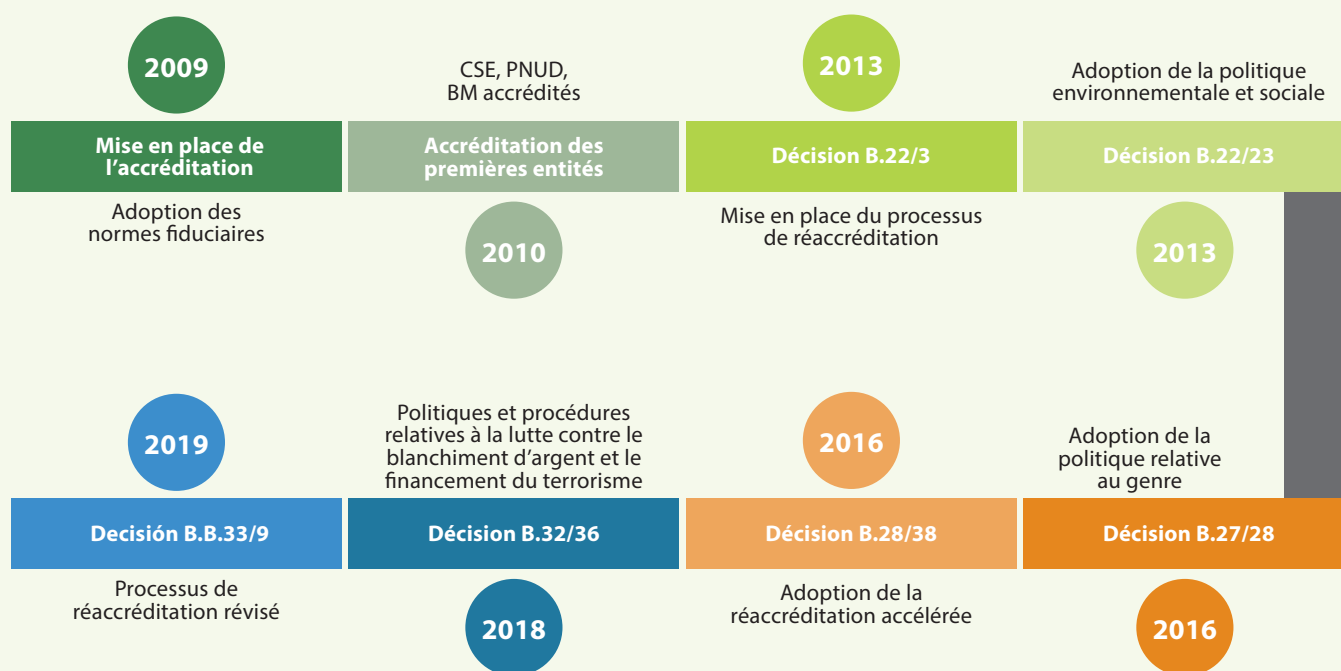 2009
Mise en place de
l’accréditation
Adoption des
normes fiduciaires
CSE, PNUD,
BM accrédités
Accréditation des
premières entités
2010
2013
Décision B.22/3
Mise en place du processus
de réaccréditation
Adoption de la politique
environnementale et sociale
Décision B.22/23
2013
2019
Decisión B.B.33/9
Processus de
réaccréditation révisé
Politiques et procédures
relatives à la lutte contre le
blanchiment d’argent et le
financement du terrorisme
Décision B.32/36
2018
2016
Décision B.28/38
Adoption de la
réaccréditation accélérée
Adoption de la
politique relative
au genre
Décision B.27/28
2016